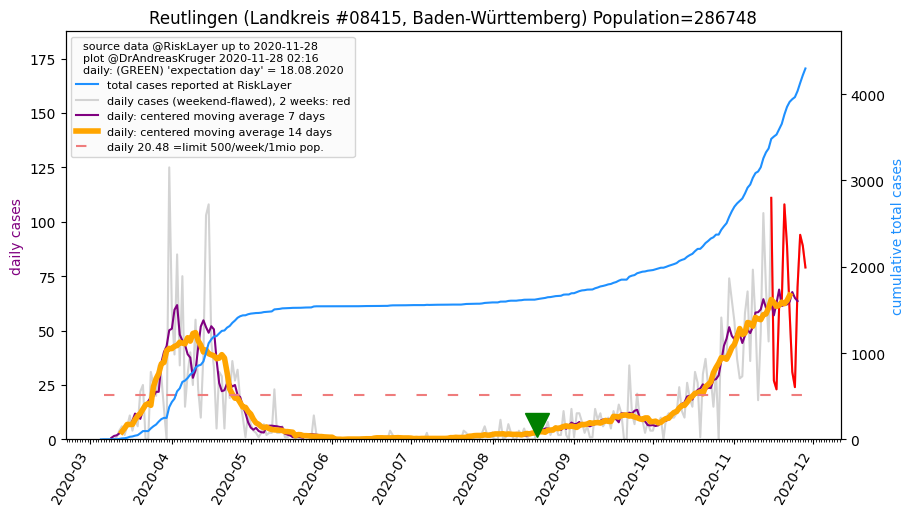 Reutlingen (Landkreis #08415, Baden-Württemberg) Population=286748
source data @RiskLayer up to 2020-11-28
plot @DrAndreasKruger 2020-11-28 02:16
daily: (GREEN) 'expectation day' = 18.08.2020
total cases reported at RiskLayer
daily cases (weekend-flawed), 2 weeks: red
daily: centered moving average 7 days
daily: centered moving average 14 days
daily 20.48 =limit 500/week/1mio pop.
daily cases
175
150
125
100
75
50
25
0
cumulative total cases
4000
3000
2000
1000
0
2020-03
2020-04
2020-05
2020-06
2020-07
2020-08
2020-09
2020-10
2020-11
2020-12